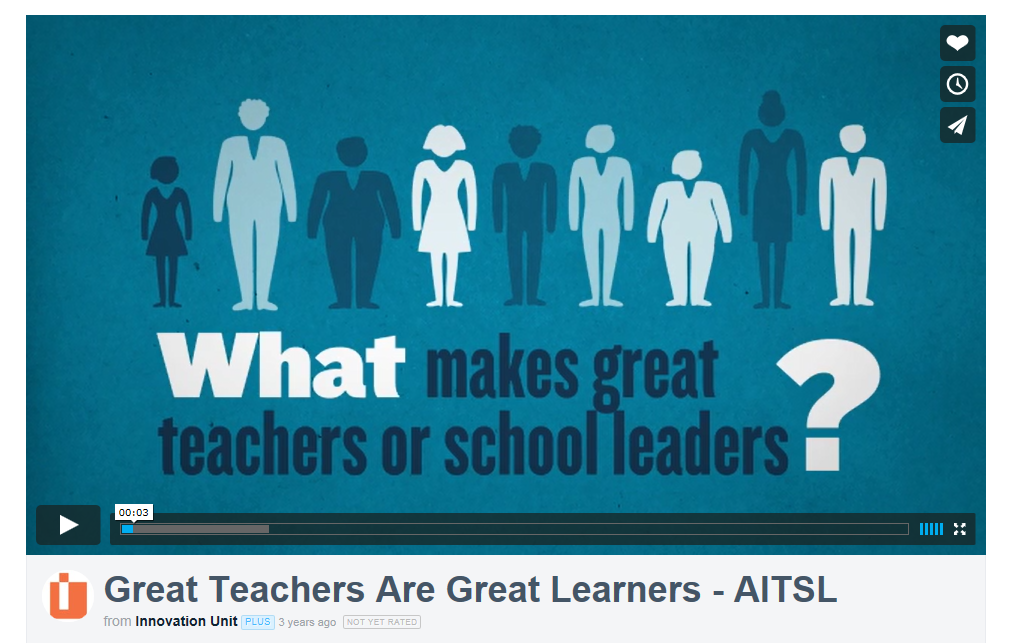 What makes great
teachers or school leaders?
00:03
Great Teachers Are Great Learners - AITSL
from Innovation Unit PLUS 3 years ago NOT YET RATED